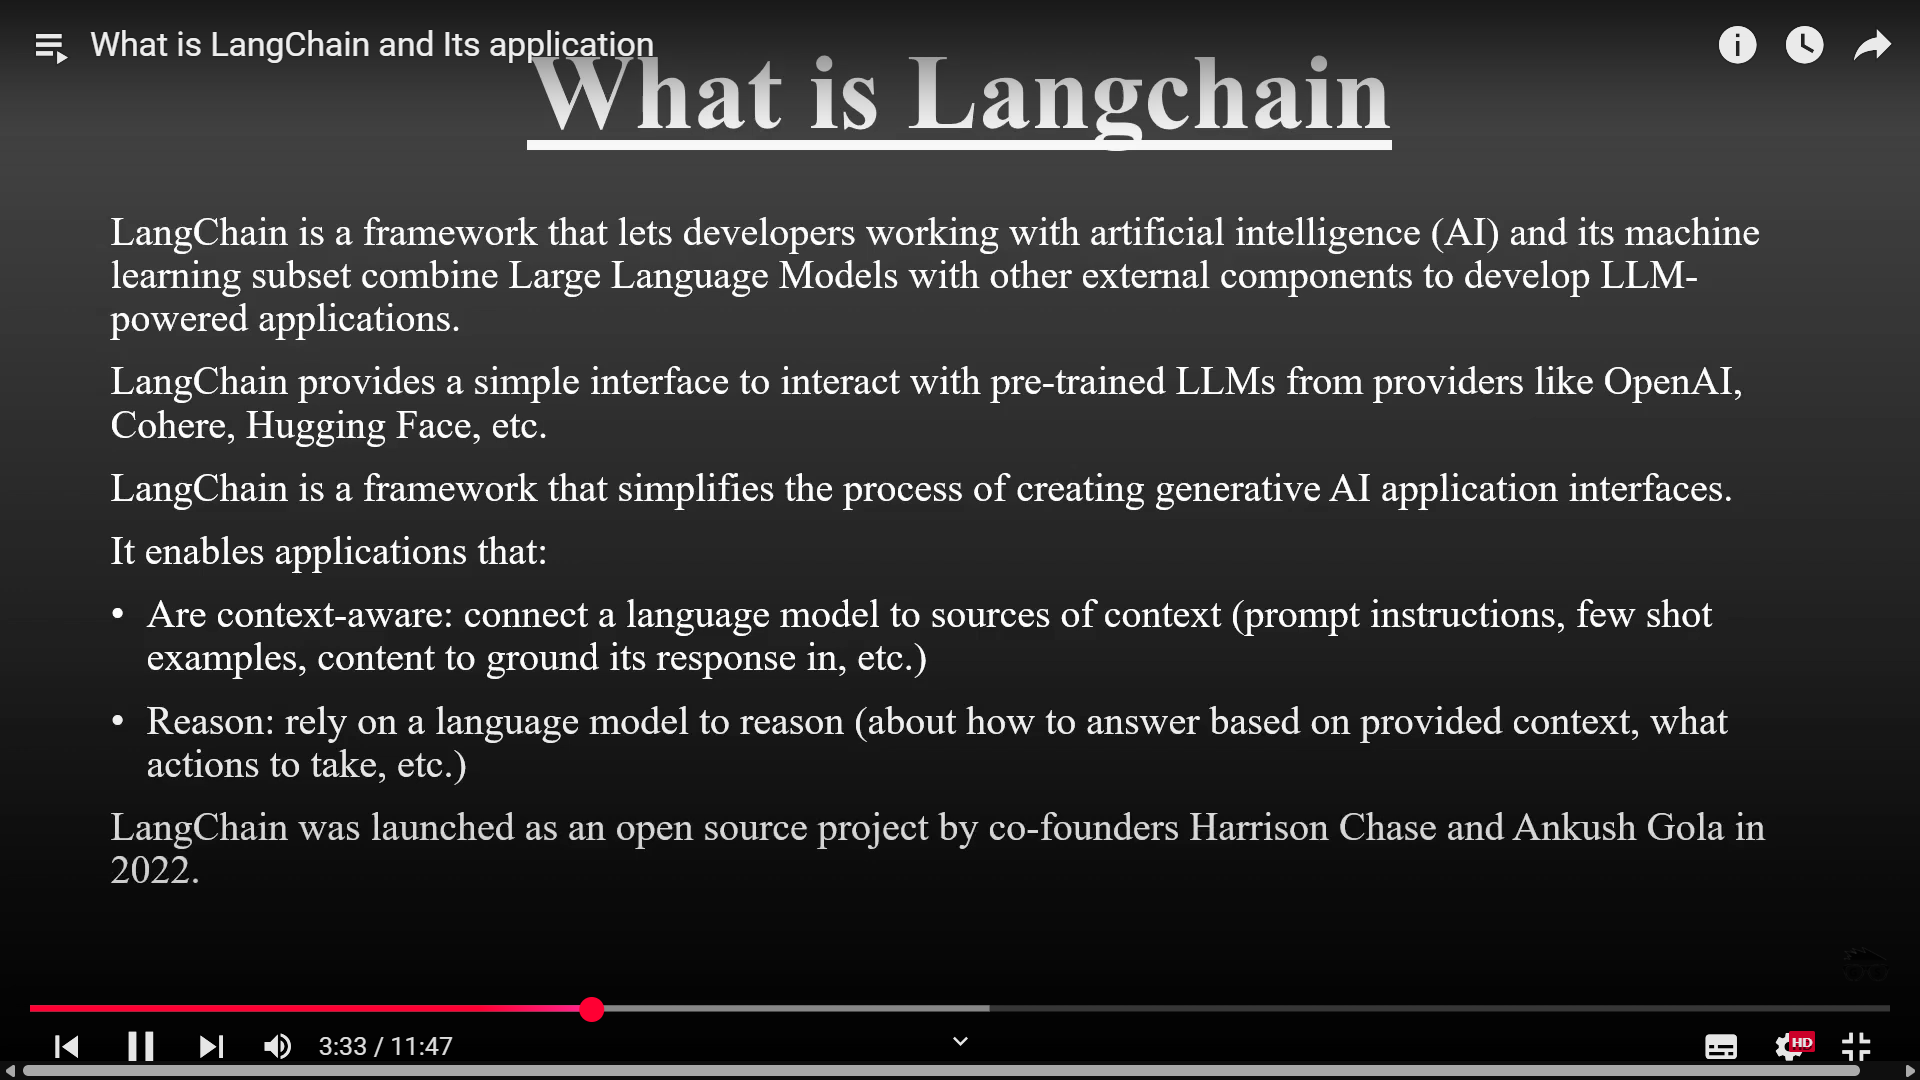 What is LangChain and Its application
What is Langchain
LangChain is a framework that lets developers working with artificial intelligence (AI) and its machine
learning subset combine Large Language Models with other external components to develop LLM-
powered applications.
LangChain provides a simple interface to interact with pre-trained LLMs from providers like OpenAI,
Cohere, Hugging Face, etc.
LangChain is a framework that simplifies the process of creating generative AI application interfaces.
It enables applications that:
• Are context-aware: connect a language model to sources of context (prompt instructions, few shot
examples, content to ground its response in, etc.)
• Reason: rely on a language model to reason (about how to answer based on provided context, what
actions to take, etc.)
LangChain was launched as an open source project by co-founders Harrison Chase and Ankush Gola in
2022.
3:33 / 11:47
HD